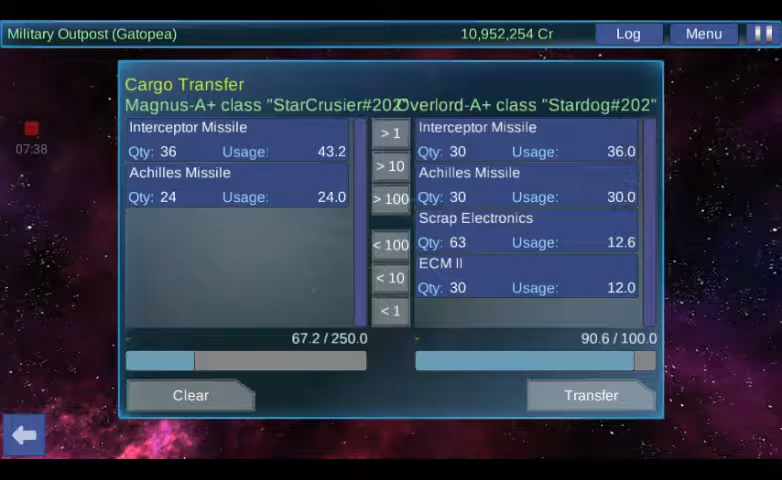 Military Outpost (Gatopea) 10,952,254 Cr Log Menu
Cargo Transfer
Magnus-A+ class "StarCrusier#202" Overlord-A+ class "Stardog#202"
Interceptor Missile
Qty: 36 Usage: 43.2
Achilles Missile
Qty: 24 Usage: 24.0
67.2 / 250.0
Clear
> 1
> 10
> 100
< 100
< 10
< 1
Interceptor Missile
Qty: 30 Usage: 36.0
Achilles Missile
Qty: 30 Usage: 30.0
Scrap Electronics
Qty: 63 Usage: 12.6
ECM II
Qty: 30 Usage: 12.0
90.6 / 100.0
Transfer
07:38